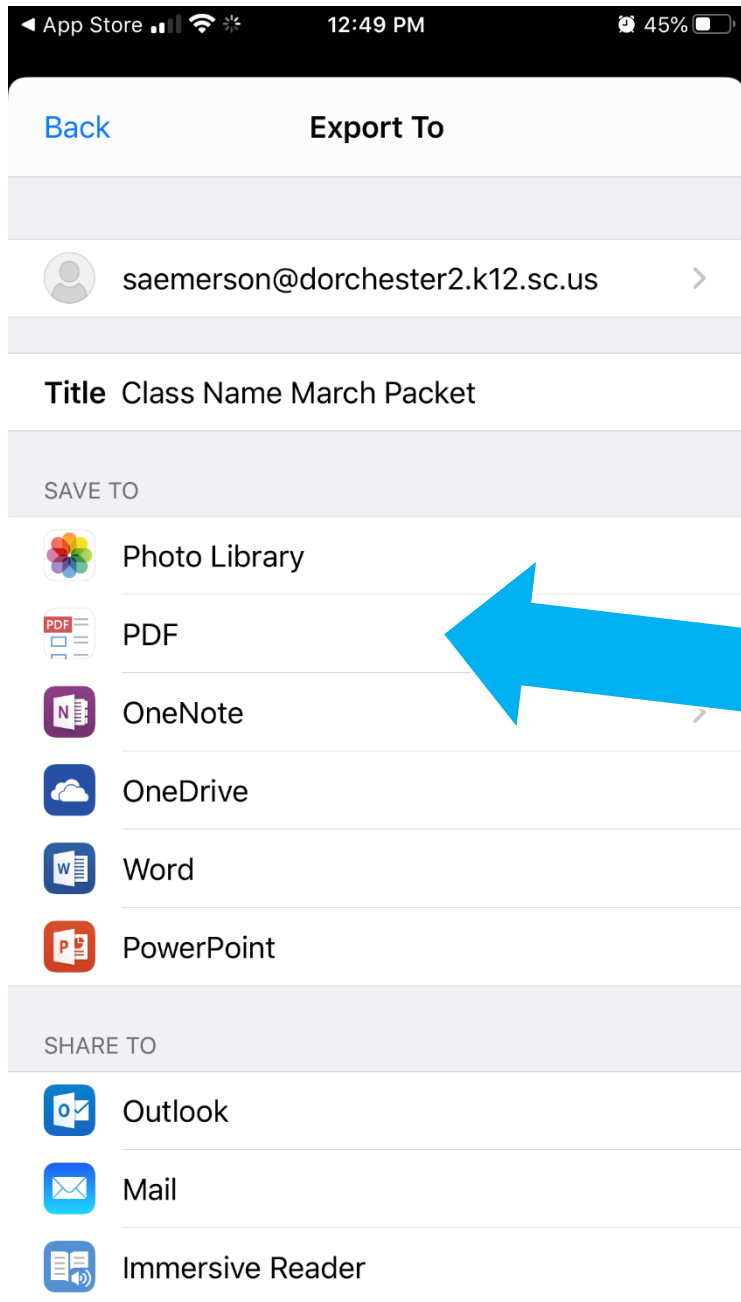 App Store 12:49 PM 45%
Back Export To
saemerson@dorchester2.k12.sc.us
Title Class Name March Packet
SAVE TO
Photo Library
PDF PDF
N OneNote
OneDrive
W Word
P PowerPoint
SHARE TO
O Outlook
Mail
Immersive Reader